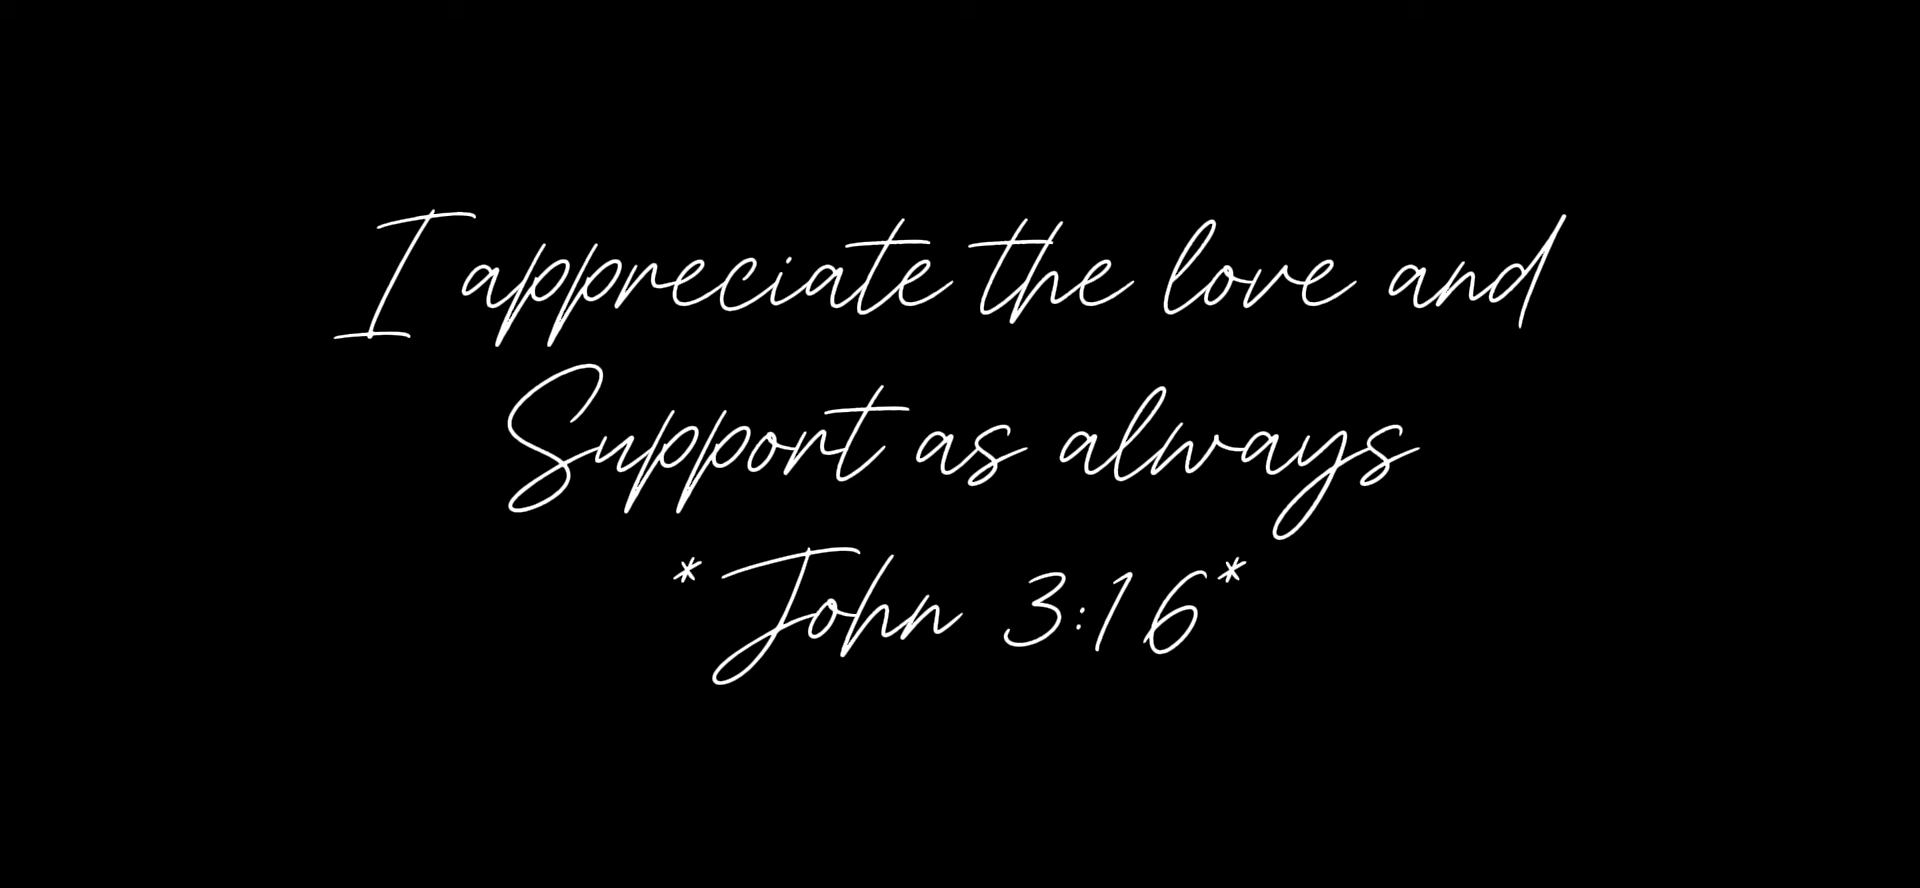 I appreciate the love and
Support as always
*John 3:16*